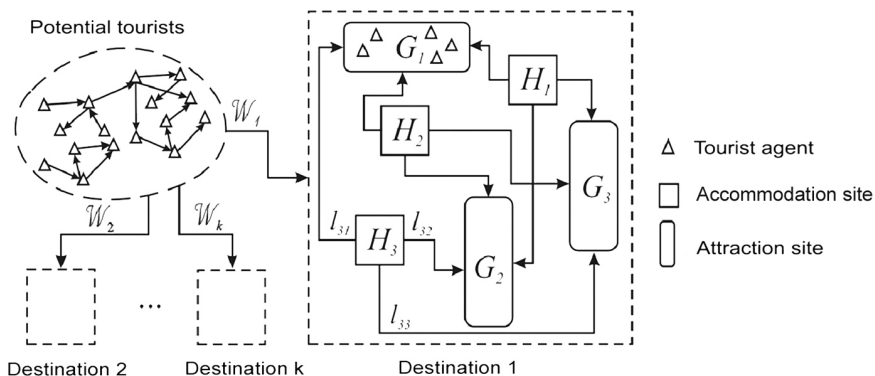 Potential tourists
𝒲₁
𝒲₂
𝒲ₖ
...
Destination 2
Destination k
G₁
H₁
H₂
G₃
l₃₁
H₃
l₃₂
G₂
l₃₃
Destination 1
Tourist agent
Accommodation site
Attraction site